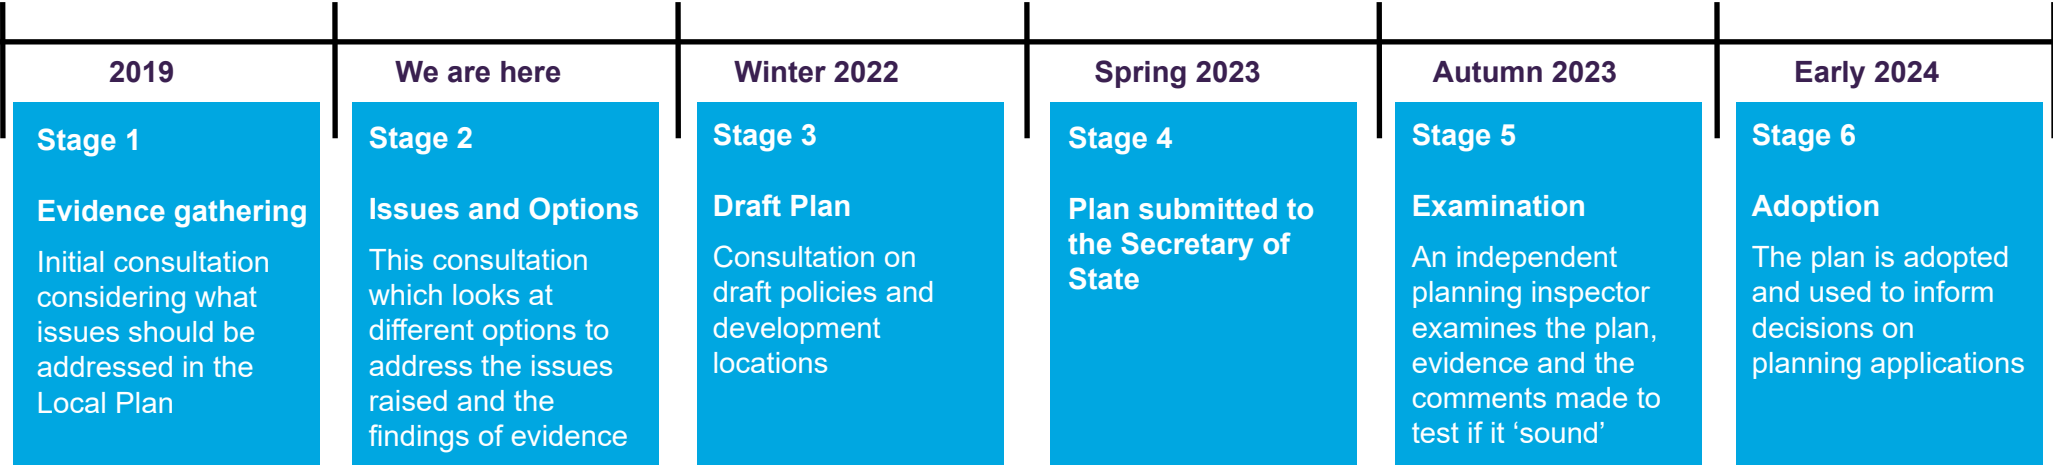 2019
Stage 1
Evidence gathering
Initial consultation
considering what
issues should be
addressed in the
Local Plan
We are here
Stage 2
Issues and Options
This consultation
which looks at
different options to
address the issues
raised and the
findings of evidence
Winter 2022
Stage 3
Draft Plan
Consultation on
draft policies and
development
locations
Spring 2023
Stage 4
Plan submitted to
the Secretary of
State
Autumn 2023
Stage 5
Examination
An independent
planning inspector
examines the plan,
evidence and the
comments made to
test if it ‘sound’
Early 2024
Stage 6
Adoption
The plan is adopted
and used to inform
decisions on
planning applications